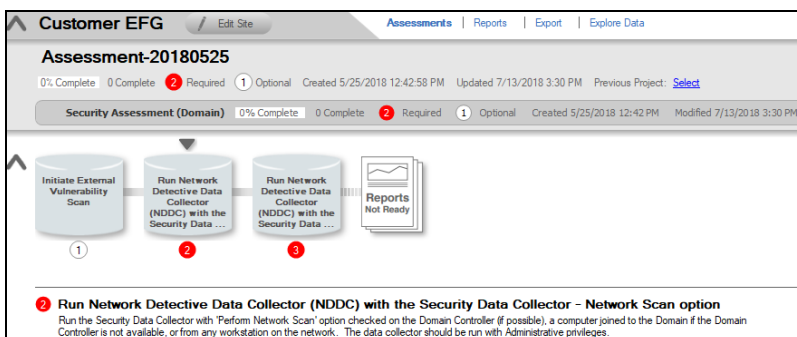 Customer EFG Edit Site Assessments | Reports | Export | Explore Data
Assessment-20180525
0% Complete 0 Complete 2 Required 1 Optional Created 5/25/2018 12:42:58 PM Updated 7/13/2018 3:30 PM Previous Project: Select
Security Assessment (Domain) 0% Complete 0 Complete 2 Required 1 Optional Created 5/25/2018 12:42 PM Modified 7/13/2018 3:30 PM
Initiate External
Vulnerability
Scan
1
Run Network
Detective Data
Collector
(NDDC) with the
Security Data ...
2
Run Network
Detective Data
Collector
(NDDC) with the
Security Data ...
3
Reports
Not Ready
2 Run Network Detective Data Collector (NDDC) with the Security Data Collector - Network Scan option
Run the Security Data Collector with 'Perform Network Scan' option checked on the Domain Controller (if possible), a computer joined to the Domain if the Domain
Controller is not available, or from any workstation on the network. The data collector should be run with Administrative privileges.